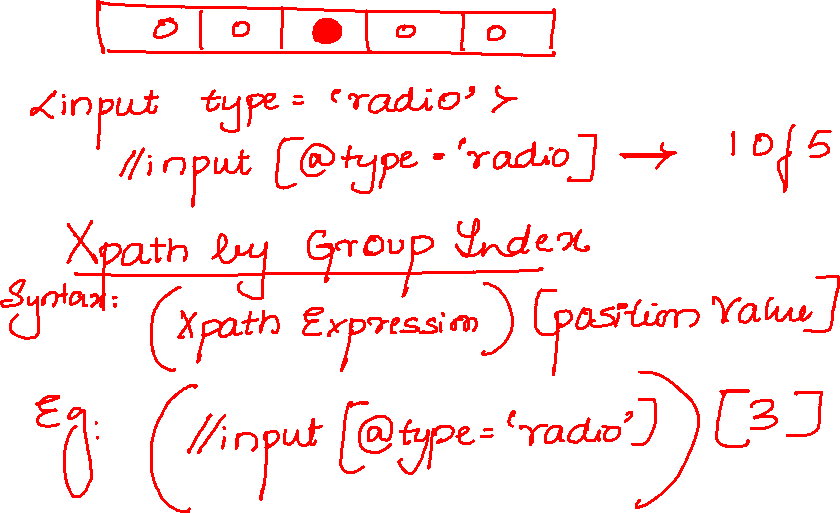 <input type = 'radio'>
//input [@type = 'radio] → 1 of 5
Xpath by Group Index
Syntax: (Xpath Expression) [position value]
Eg: (//input [@type = 'radio']) [3]